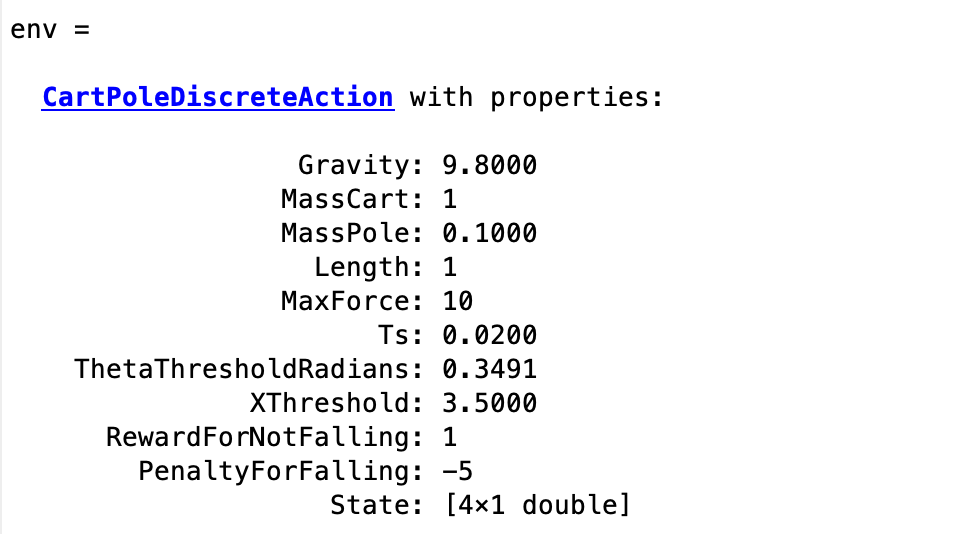 env =
CartPoleDiscreteAction with properties:
Gravity: 9.8000
MassCart: 1
MassPole: 0.1000
Length: 1
MaxForce: 10
Ts: 0.0200
ThetaThresholdRadians: 0.3491
XThreshold: 3.5000
RewardForNotFalling: 1
PenaltyForFalling: -5
State: [4×1 double]